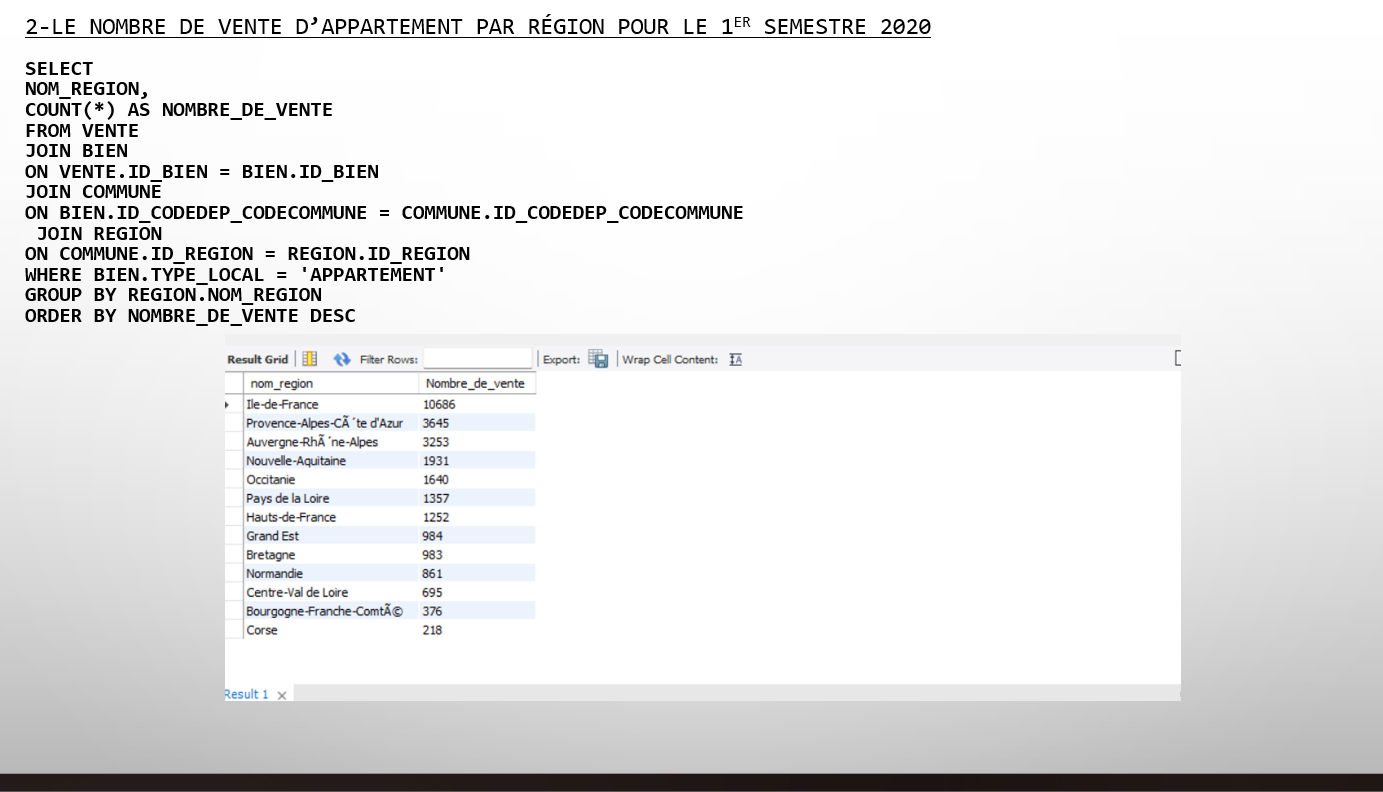 2-LE NOMBRE DE VENTE D’APPARTEMENT PAR RÉGION POUR LE 1ER SEMESTRE 2020
SELECT
NOM_REGION,
COUNT(*) AS NOMBRE_DE_VENTE
FROM VENTE
JOIN BIEN
ON VENTE.ID_BIEN = BIEN.ID_BIEN
JOIN COMMUNE
ON BIEN.ID_CODEDEP_CODECOMMUNE = COMMUNE.ID_CODEDEP_CODECOMMUNE
JOIN REGION
ON COMMUNE.ID_REGION = REGION.ID_REGION
WHERE BIEN.TYPE_LOCAL = 'APPARTEMENT'
GROUP BY REGION.NOM_REGION
ORDER BY NOMBRE_DE_VENTE DESC
Result Grid Filter Rows: Export: Wrap Cell Content: IA
nom_region Nombre_de_vente
Ile-de-France 10686
Provence-Alpes-CÃ´te d'Azur 3645
Auvergne-RhÃ´ne-Alpes 3253
Nouvelle-Aquitaine 1931
Occitanie 1640
Pays de la Loire 1357
Hauts-de-France 1252
Grand Est 984
Bretagne 983
Normandie 861
Centre-Val de Loire 695
Bourgogne-Franche-ComtÃ© 376
Corse 218
Result 1 ×